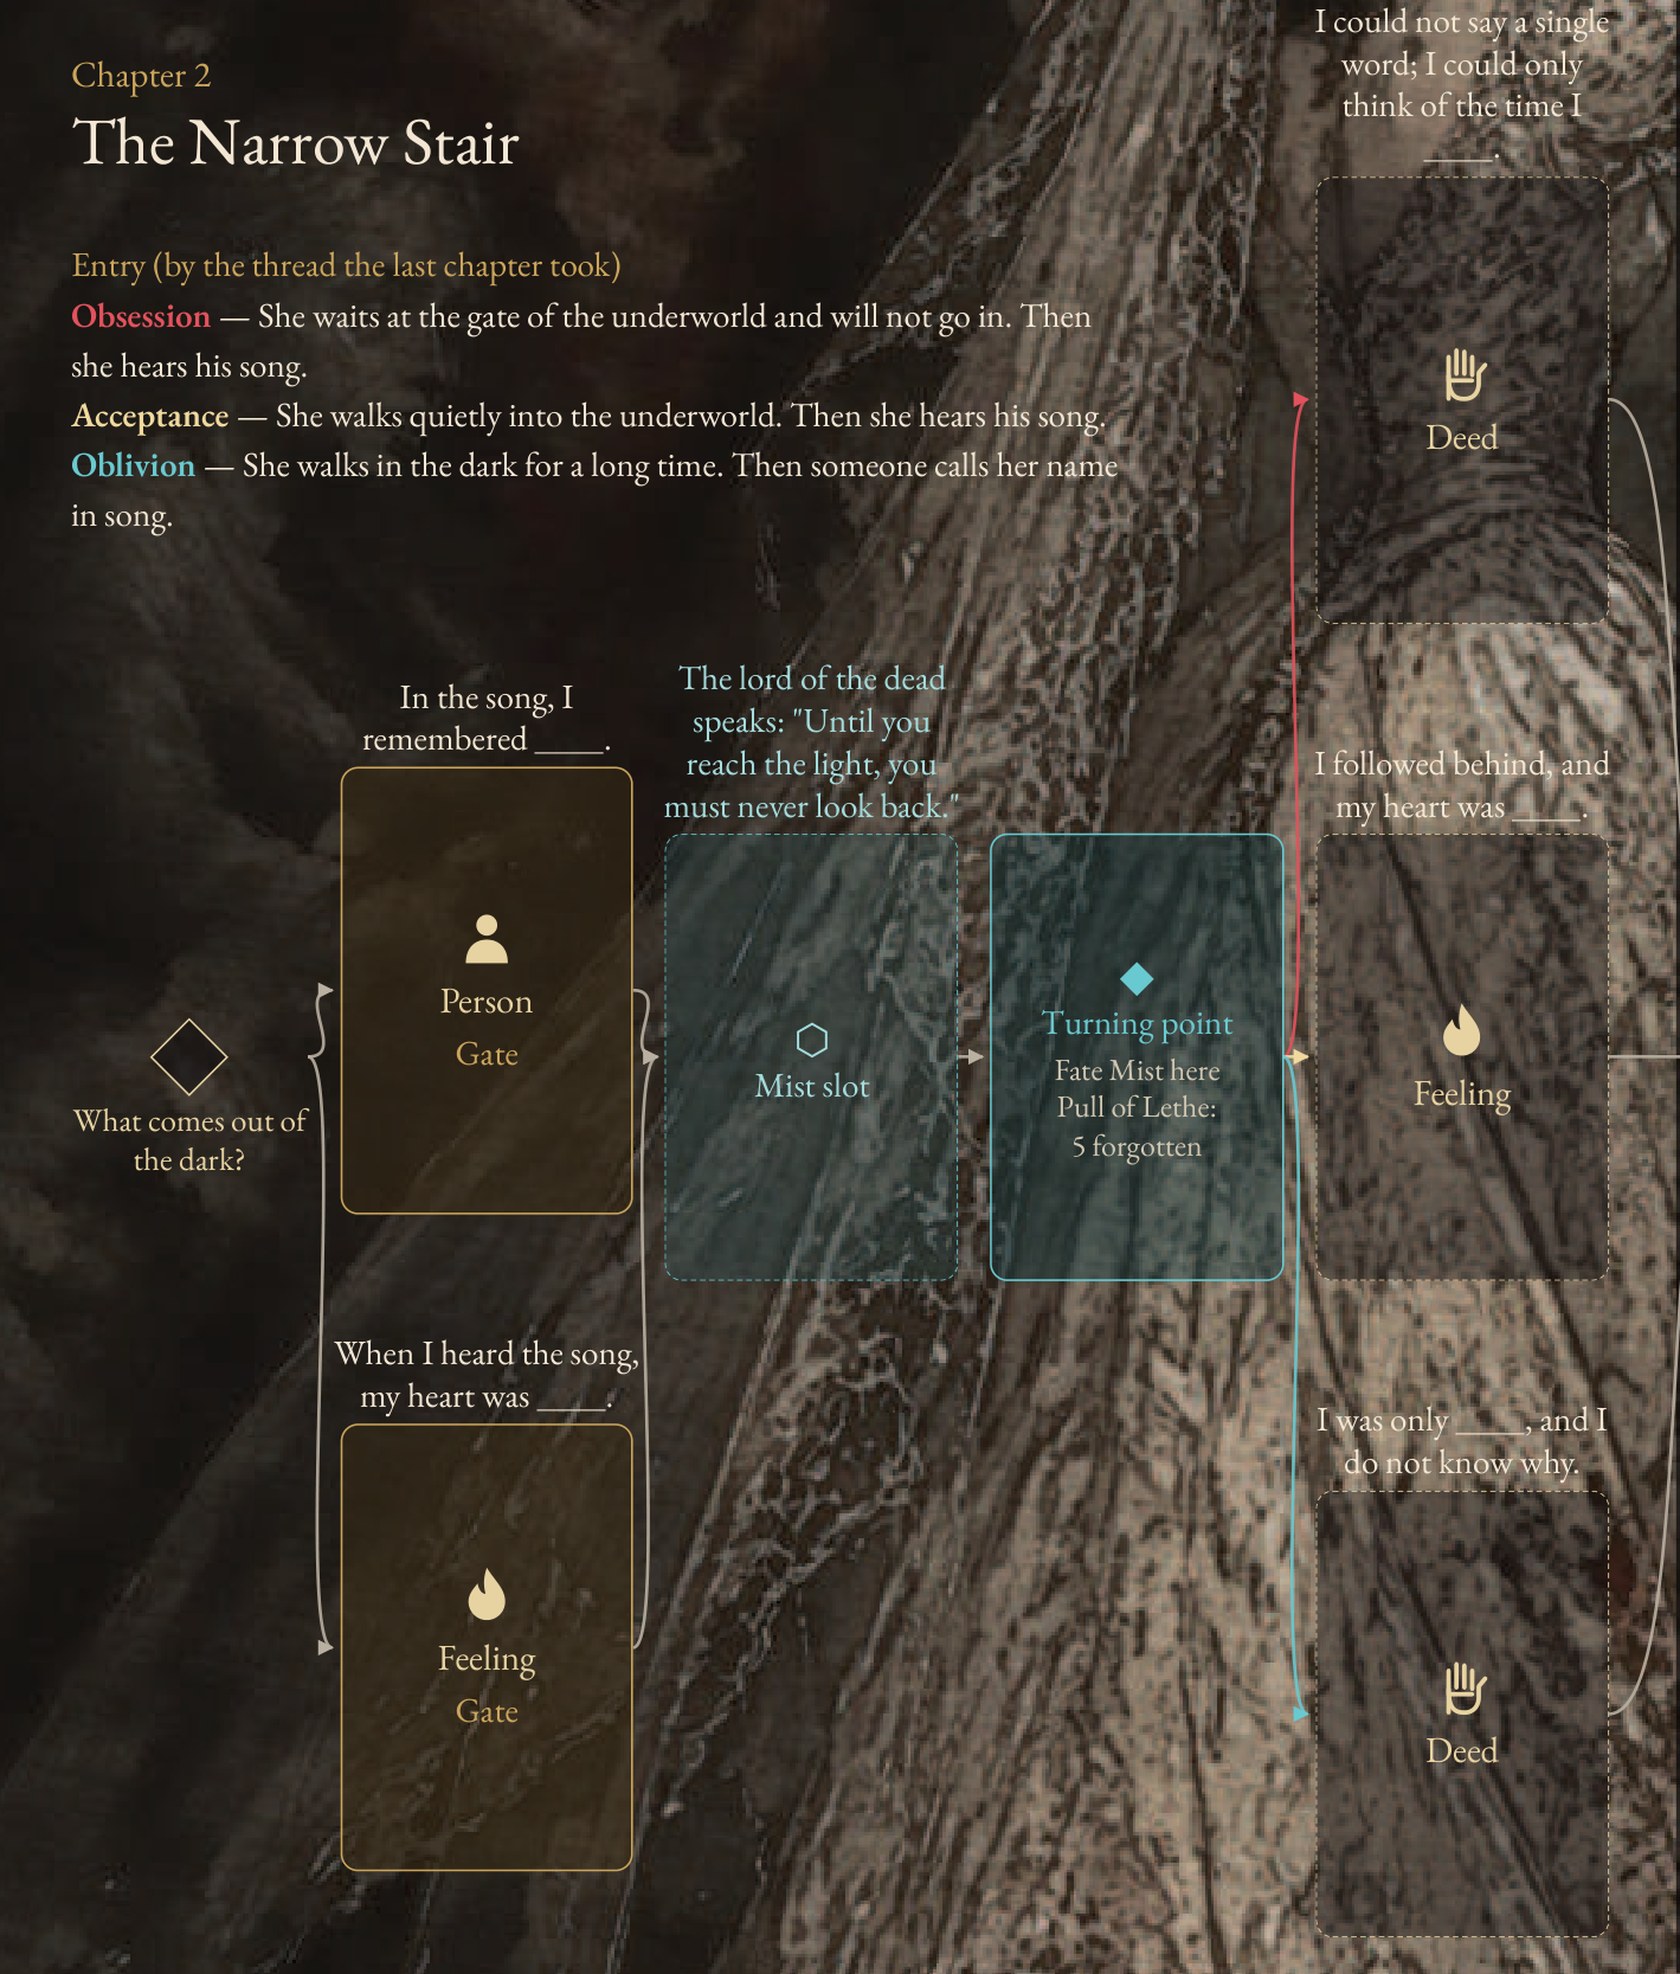 Chapter 2
The Narrow Stair
Entry (by the thread the last chapter took)
Obsession — She waits at the gate of the underworld and will not go in. Then
she hears his song.
Acceptance — She walks quietly into the underworld. Then she hears his song.
Oblivion — She walks in the dark for a long time. Then someone calls her name
in song.
What comes out of
the dark?
In the song, I
remembered ____.
Person
Gate
When I heard the song,
my heart was ____.
Feeling
Gate
The lord of the dead
speaks: "Until you
reach the light, you
must never look back."
Mist slot
Turning point
Fate Mist here
Pull of Lethe:
5 forgotten
I could not say a single
word; I could only
think of the time I
____.
Deed
I followed behind, and
my heart was ____.
Feeling
I was only ____, and I
do not know why.
Deed